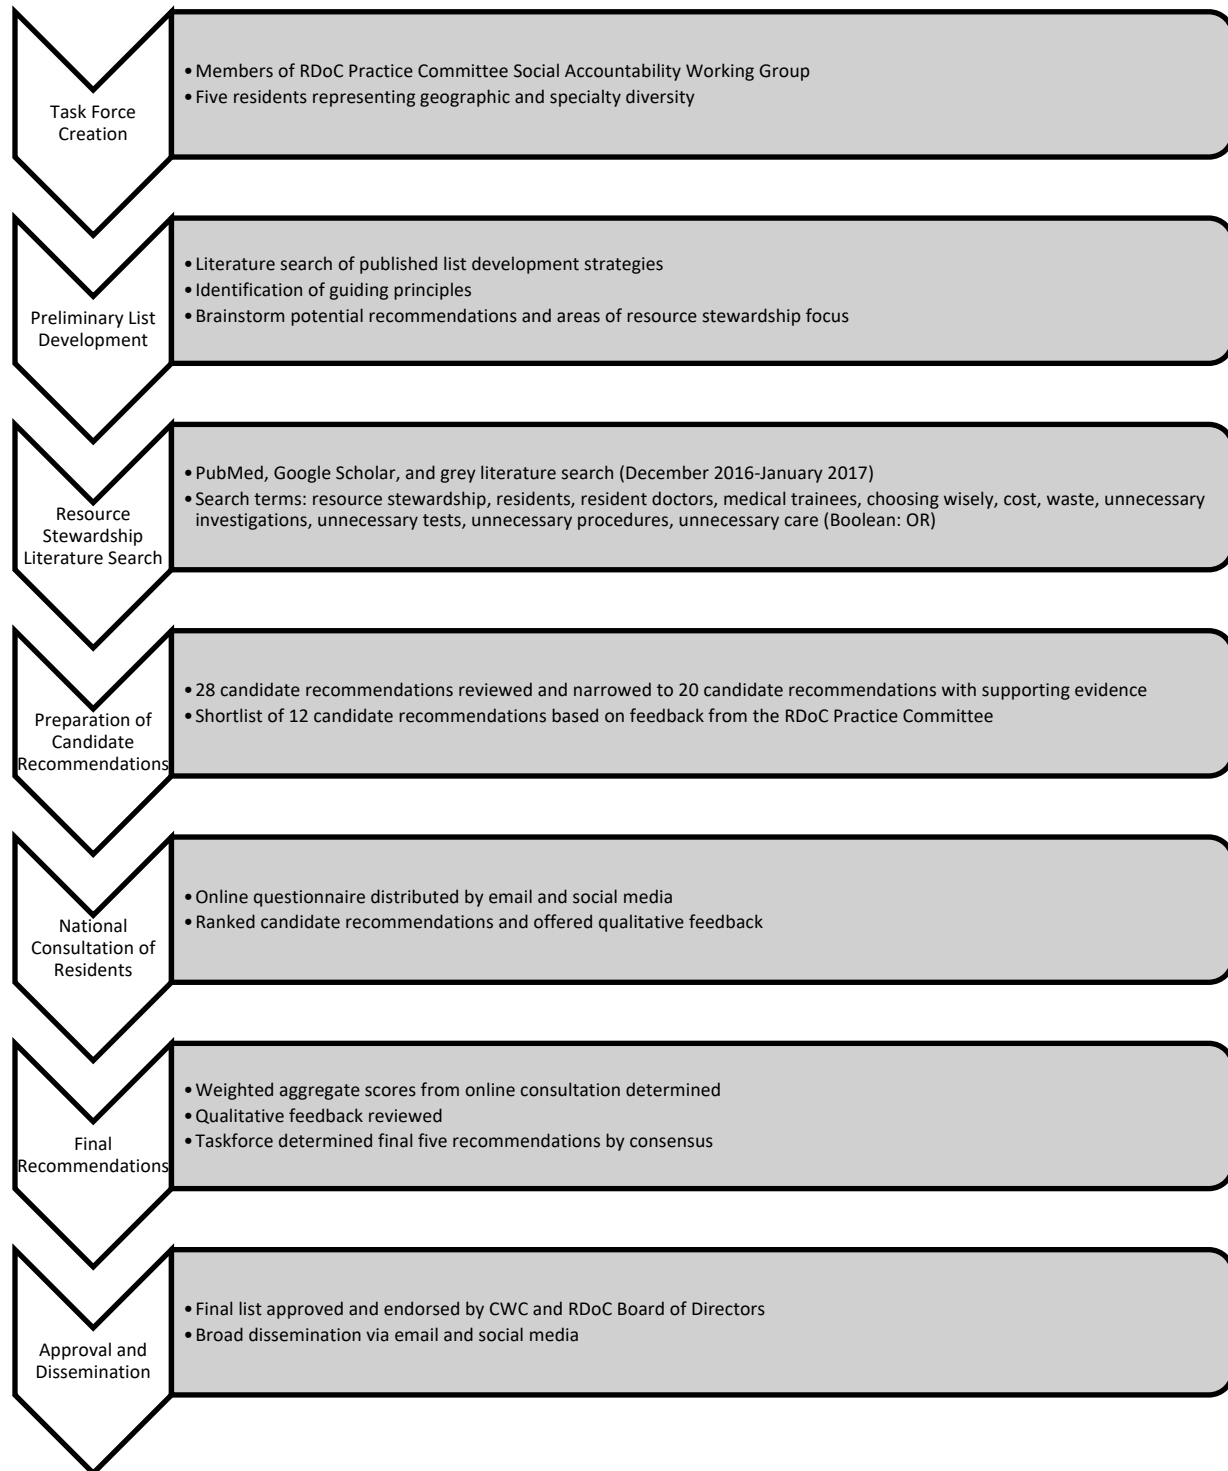 Task Force
Creation
• Members of RDoC Practice Committee Social Accountability Working Group
• Five residents representing geographic and specialty diversity
Preliminary List
Development
• Literature search of published list development strategies
• Identification of guiding principles
• Brainstorm potential recommendations and areas of resource stewardship focus
Resource
Stewardship
Literature Search
• PubMed, Google Scholar, and grey literature search (December 2016-January 2017)
• Search terms: resource stewardship, residents, resident doctors, medical trainees, choosing wisely, cost, waste, unnecessary
investigations, unnecessary tests, unnecessary procedures, unnecessary care (Boolean: OR)
Preparation of
Candidate
Recommendations
• 28 candidate recommendations reviewed and narrowed to 20 candidate recommendations with supporting evidence
• Shortlist of 12 candidate recommendations based on feedback from the RDoC Practice Committee
National
Consultation of
Residents
• Online questionnaire distributed by email and social media
• Ranked candidate recommendations and offered qualitative feedback
Final
Recommendations
• Weighted aggregate scores from online consultation determined
• Qualitative feedback reviewed
• Taskforce determined final five recommendations by consensus
Approval and
Dissemination
• Final list approved and endorsed by CWC and RDoC Board of Directors
• Broad dissemination via email and social media